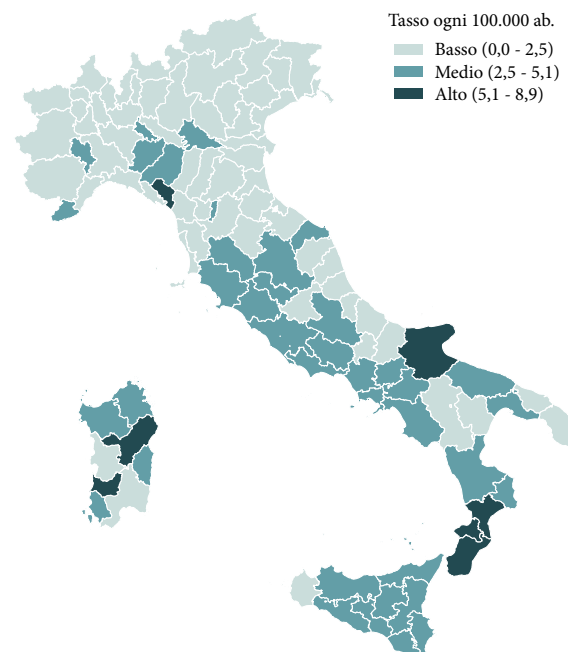 Tasso ogni 100.000 ab.
Basso (0,0 - 2,5)
Medio (2,5 - 5,1)
Alto (5,1 - 8,9)